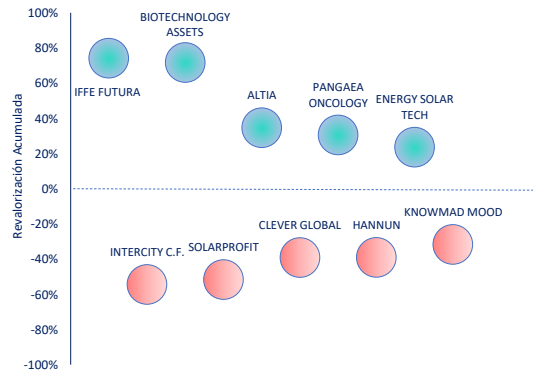 100%
80%
60%
40%
20%
0%
-20%
-40%
-60%
-80%
-100%
Revalorización Acumulada
BIOTECHNOLOGY
ASSETS
IFFE FUTURA
ALTIA
PANGAEA
ONCOLOGY
ENERGY SOLAR
TECH
KNOWMAD MOOD
CLEVER GLOBAL
HANNUN
INTERCITY C.F.
SOLARPROFIT